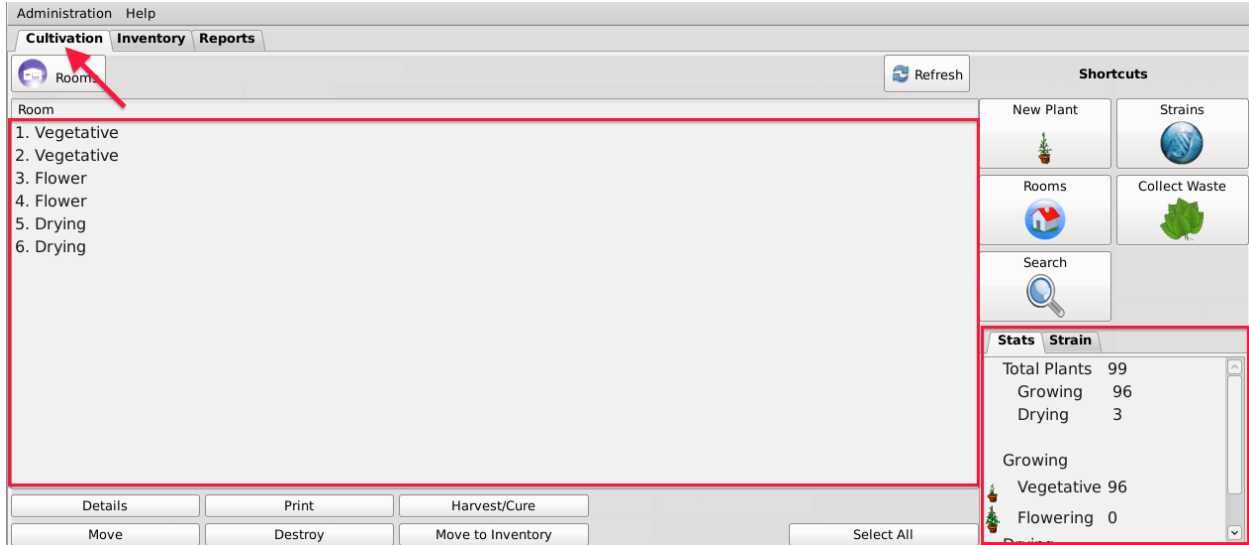 Administration Help
Cultivation Inventory Reports
Rooms
Refresh
Shortcuts
Room
1. Vegetative
2. Vegetative
3. Flower
4. Flower
5. Drying
6. Drying
New Plant
Strains
Rooms
Collect Waste
Search
Stats Strain
Total Plants 99
Growing 96
Drying 3
Growing
Vegetative 96
Flowering 0
Drying
Details Print Harvest/Cure
Move Destroy Move to Inventory Select All